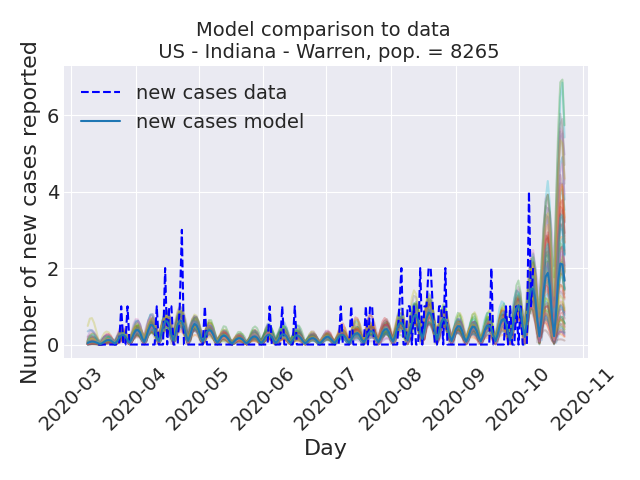 Model comparison to data
US - Indiana - Warren, pop. = 8265
Number of new cases reported
6
4
2
0
new cases data
new cases model
2020-03
2020-04
2020-05
2020-06
2020-07
2020-08
2020-09
2020-10
2020-11
Day